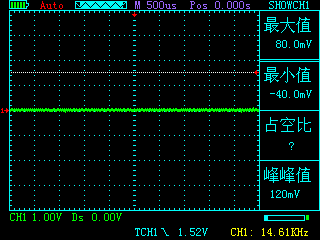 Auto M 500us Pos 0.000s SHOWCH1
最大值
80.0mV
最小值
-40.0mV
占空比
?
峰峰值
120mV
CH1 1.00V Ds 0.00V
TCH1 1.52V CH1: 14.61KHz